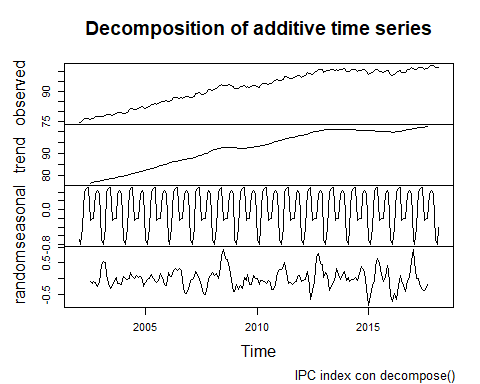 Decomposition of additive time series
observed
75 90
trend
80 90
seasonal
-0.8 0.0
random
-0.5 0.5
2005 2010 2015
Time
IPC index con decompose()